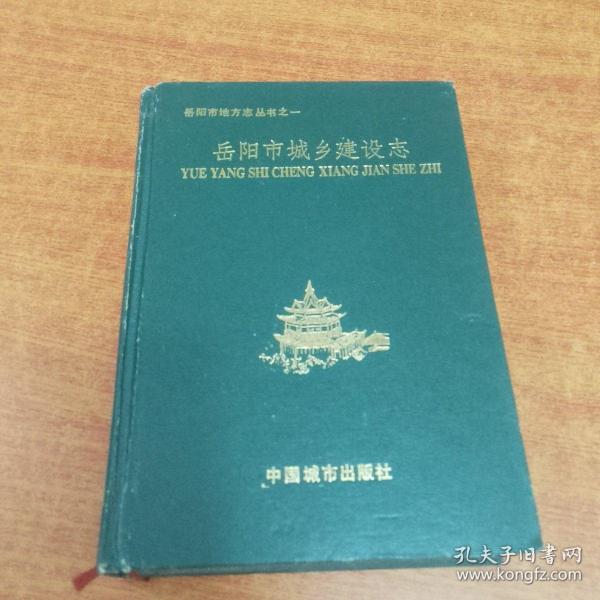 岳阳市地方志丛书之一
岳阳市城乡建设志
YUE YANG SHI CHENG XIANG JIAN SHE ZHI
中国城市出版社
孔夫子旧书网
www.kongfz.com